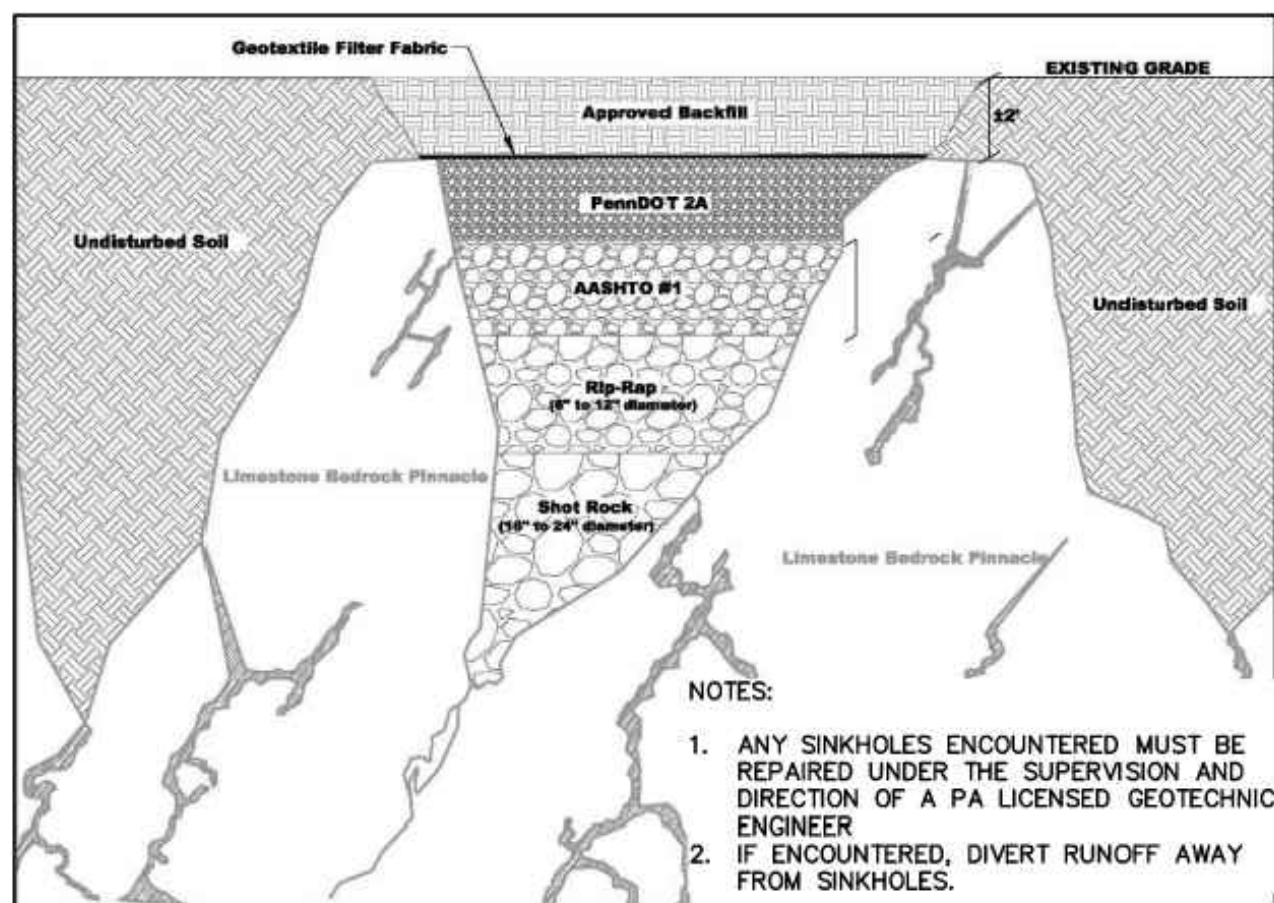 Geotextile Filter Fabric
EXISTING GRADE
Approved Backfill
±2'
PennDOT 2A
Undisturbed Soil
AASHTO #1
Undisturbed Soil
Rip-Rap
(6" to 12" diameter)
Limestone Bedrock Pinnacle
Shot Rock
(18" to 24" diameter)
Limestone Bedrock Pinnacle
NOTES:
1. ANY SINKHOLES ENCOUNTERED MUST BE
REPAIRED UNDER THE SUPERVISION AND
DIRECTION OF A PA LICENSED GEOTECHNIC
ENGINEER
2. IF ENCOUNTERED, DIVERT RUNOFF AWAY
FROM SINKHOLES.